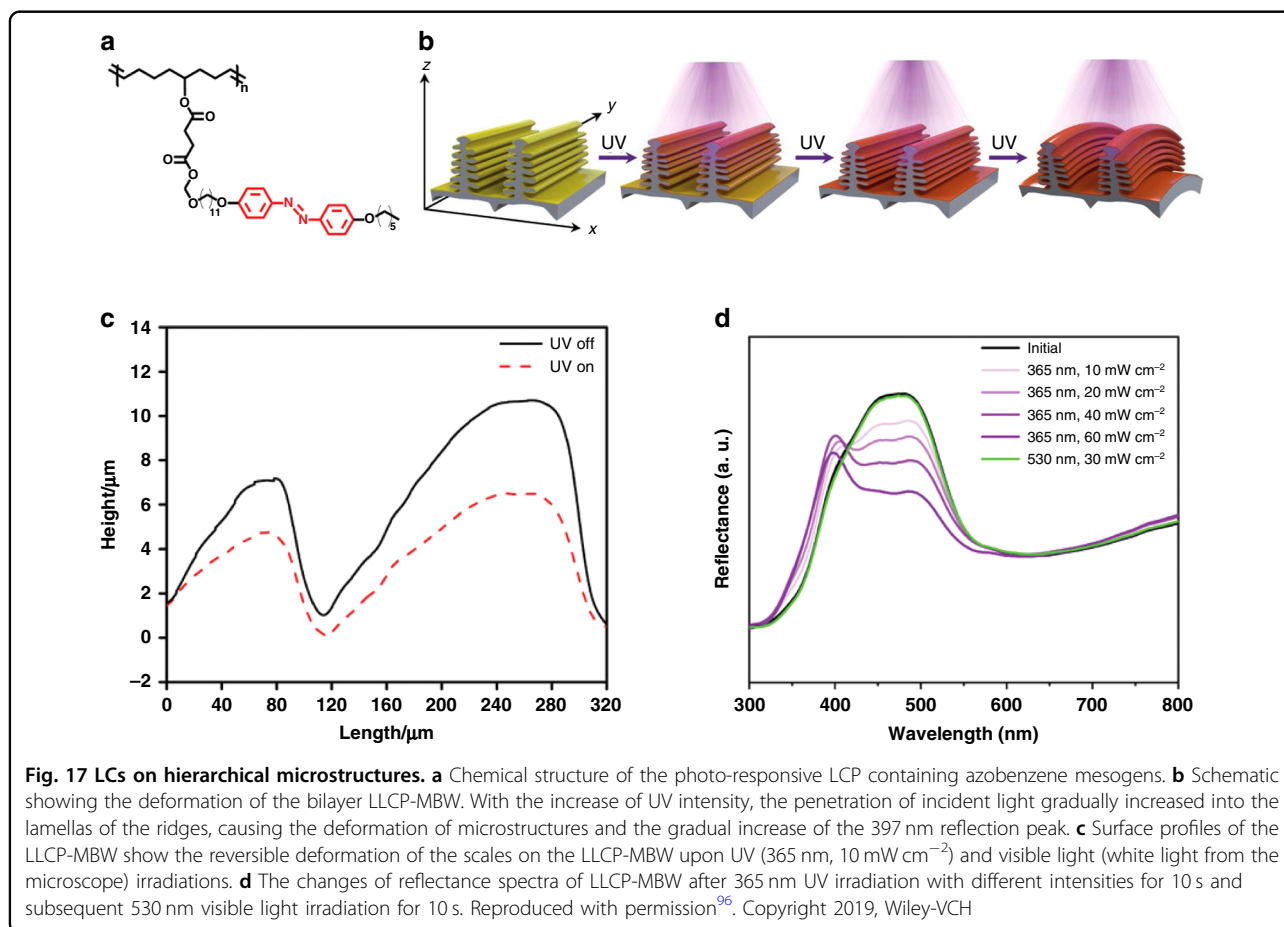 a
n
O
O
O
O
O
11
O
N
N
O
5
b
z
y
x
UV
UV
UV
c
14
12
10
8
6
4
2
0
−2
Height/μm
0 40 80 120 160 200 240 280 320
Length/μm
UV off
UV on
d
Reflectance (a. u.)
Initial
365 nm, 10 mW cm⁻²
365 nm, 20 mW cm⁻²
365 nm, 40 mW cm⁻²
365 nm, 60 mW cm⁻²
530 nm, 30 mW cm⁻²
300 400 500 600 700 800
Wavelength (nm)
Fig. 17 LCs on hierarchical microstructures. a Chemical structure of the photo-responsive LCP containing azobenzene mesogens. b Schematic
showing the deformation of the bilayer LLCP-MBW. With the increase of UV intensity, the penetration of incident light gradually increased into the
lamellas of the ridges, causing the deformation of microstructures and the gradual increase of the 397 nm reflection peak. c Surface profiles of the
LLCP-MBW show the reversible deformation of the scales on the LLCP-MBW upon UV (365 nm, 10 mW cm⁻²) and visible light (white light from the
microscope) irradiations. d The changes of reflectance spectra of LLCP-MBW after 365 nm UV irradiation with different intensities for 10 s and
subsequent 530 nm visible light irradiation for 10 s. Reproduced with permission⁹⁶. Copyright 2019, Wiley-VCH